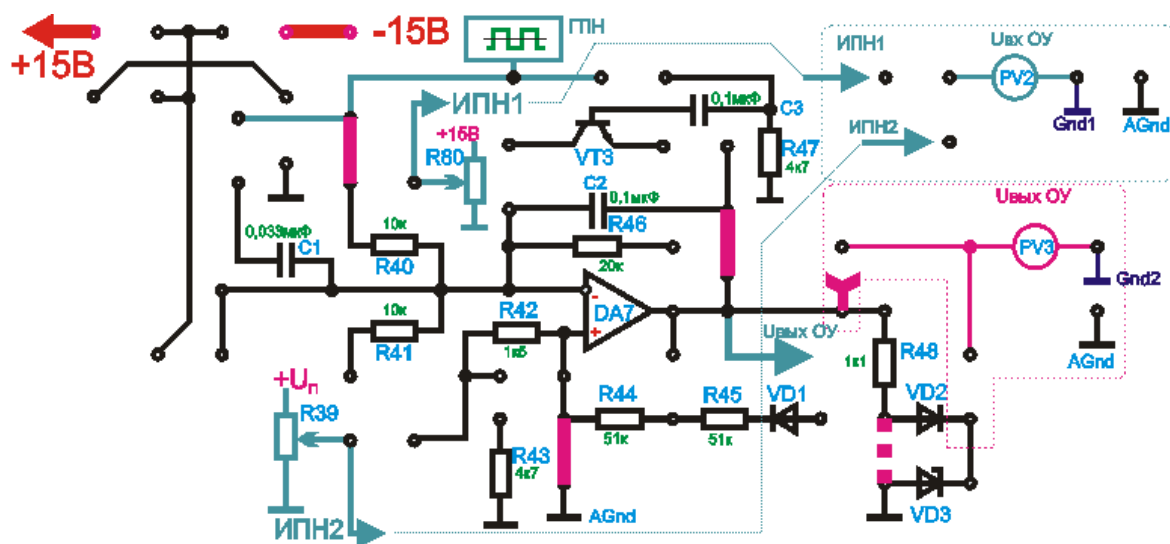 -15В
+15В
ГПН
ИПН1
Uвх ОУ
PV2
Gnd1
AGnd
ИПН1
+15В
R80
0,1мкФ
C3
VT3
R47
4к7
ИПН2
C2
0,1мкФ
R46
20к
0,033мкФ
C1
10к
R40
Uвых ОУ
PV3
Gnd2
AGnd
10к
R41
R42
1к5
-
+
DA7
Uвых ОУ
R48
1к1
+Uп
R39
R44
51к
R45
51к
VD1
VD2
R43
4к7
AGnd
VD3
ИПН2